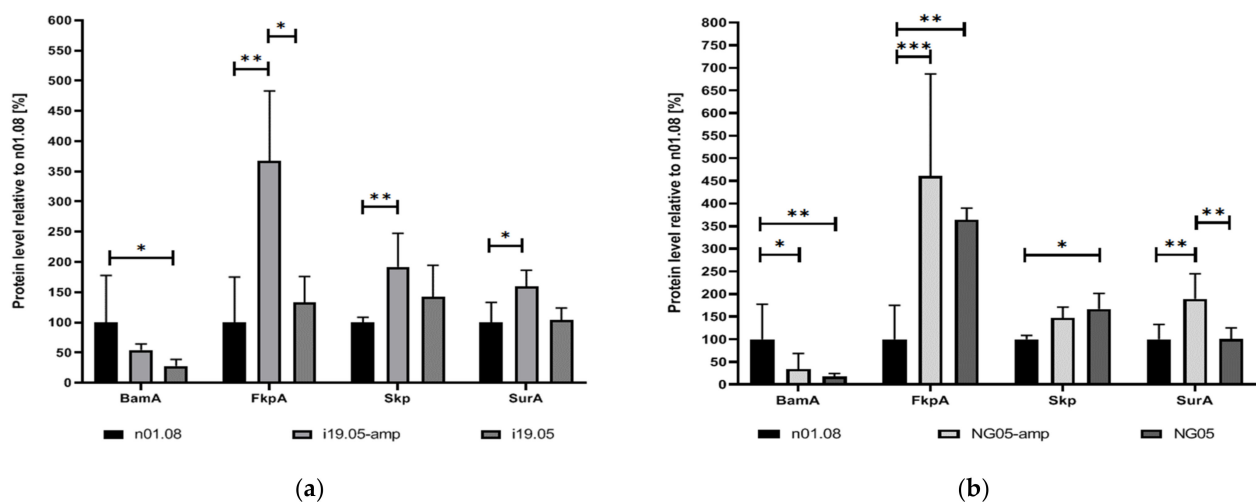 Protein level relative to n01.08 [%]
600
550
500
450
400
350
300
250
200
150
100
50
0
*
**
*
**
*
BamA
FkpA
Skp
SurA
n01.08
i19.05-amp
i19.05
(a)
Protein level relative to n01.08 [%]
800
750
700
650
600
550
500
450
400
350
300
250
200
150
100
50
0
**
*
**
***
*
**
**
BamA
FkpA
Skp
SurA
n01.08
NG05-amp
NG05
(b)